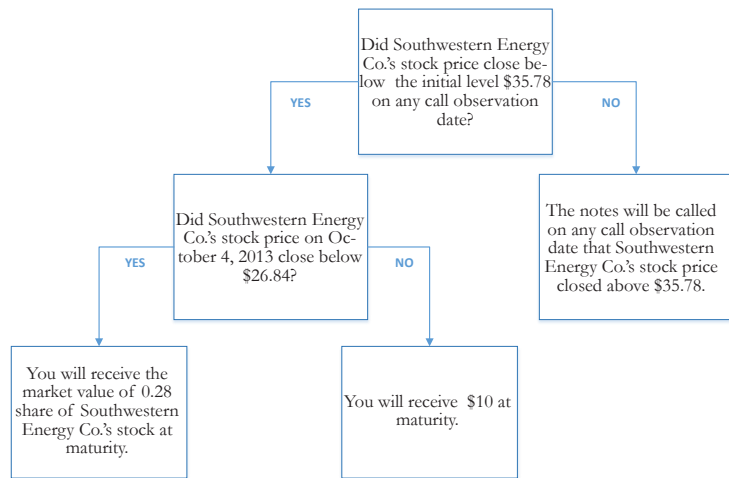 Did Southwestern Energy
Co.'s stock price close be-
low the initial level $35.78
on any call observation
date?
YES
NO
Did Southwestern Energy
Co.'s stock price on Oc-
tober 4, 2013 close below
$26.84?
The notes will be called
on any call observation
date that Southwestern
Energy Co.'s stock price
closed above $35.78.
YES
NO
You will receive the
market value of 0.28
share of Southwestern
Energy Co.'s stock at
maturity.
You will receive $10 at
maturity.